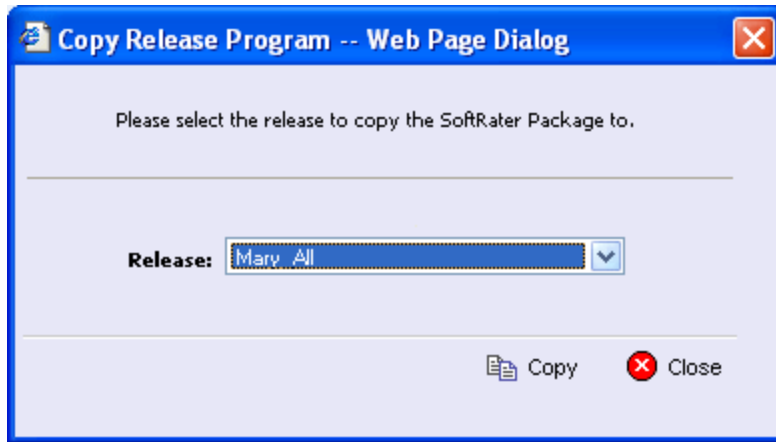 Copy Release Program -- Web Page Dialog
Please select the release to copy the SoftRater Package to.
Release: Mary_All
Copy Close